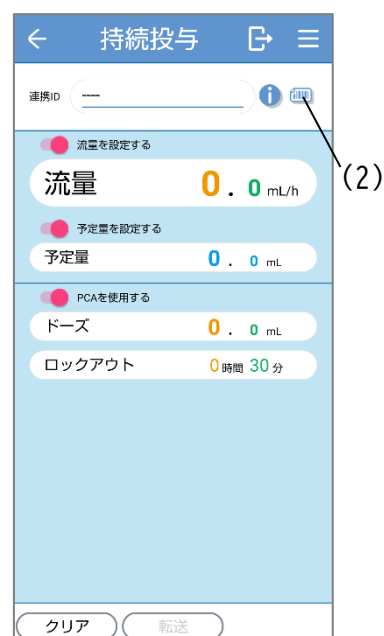 持続投与
連携ID ----
(2)
流量を設定する
流量 0. 0 mL/h
予定量を設定する
予定量 0. 0 mL
PCAを使用する
ドーズ 0. 0 mL
ロックアウト 0時間 30分
クリア 転送